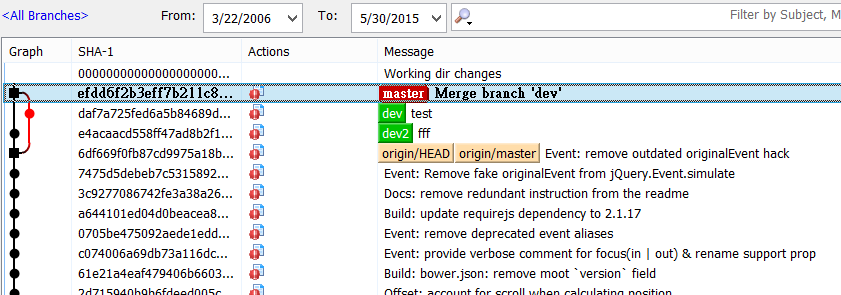 <All Branches> From: 3/22/2006 To: 5/30/2015 Filter by Subject, M
Graph SHA-1 Actions Message
00000000000000000000... Working dir changes
efdd6f2b3eff7b211c8... master Merge branch 'dev'
daf7a725fed6a5b84689d... dev test
e4acaacd558ff47ad8b2f1... dev2 fff
6df669f0fb87cd9975a18b... origin/HEAD origin/master Event: remove outdated originalEvent hack
7475d5debeb7c5315892... Event: Remove fake originalEvent from jQuery.Event.simulate
3c9277086742fe3a38a26... Docs: remove redundant instruction from the readme
a644101ed04d0beacea8... Build: update requirejs dependency to 2.1.17
0705be475092aede1edd... Event: remove deprecated event aliases
c074006a69db73a116dc... Event: provide verbose comment for focus(in | out) & rename support prop
61e21a4eaf479406b6603... Build: bower.json: remove moot `version` field
2d715940b9b6fdeed005c... Offset: account for scroll when calculating position